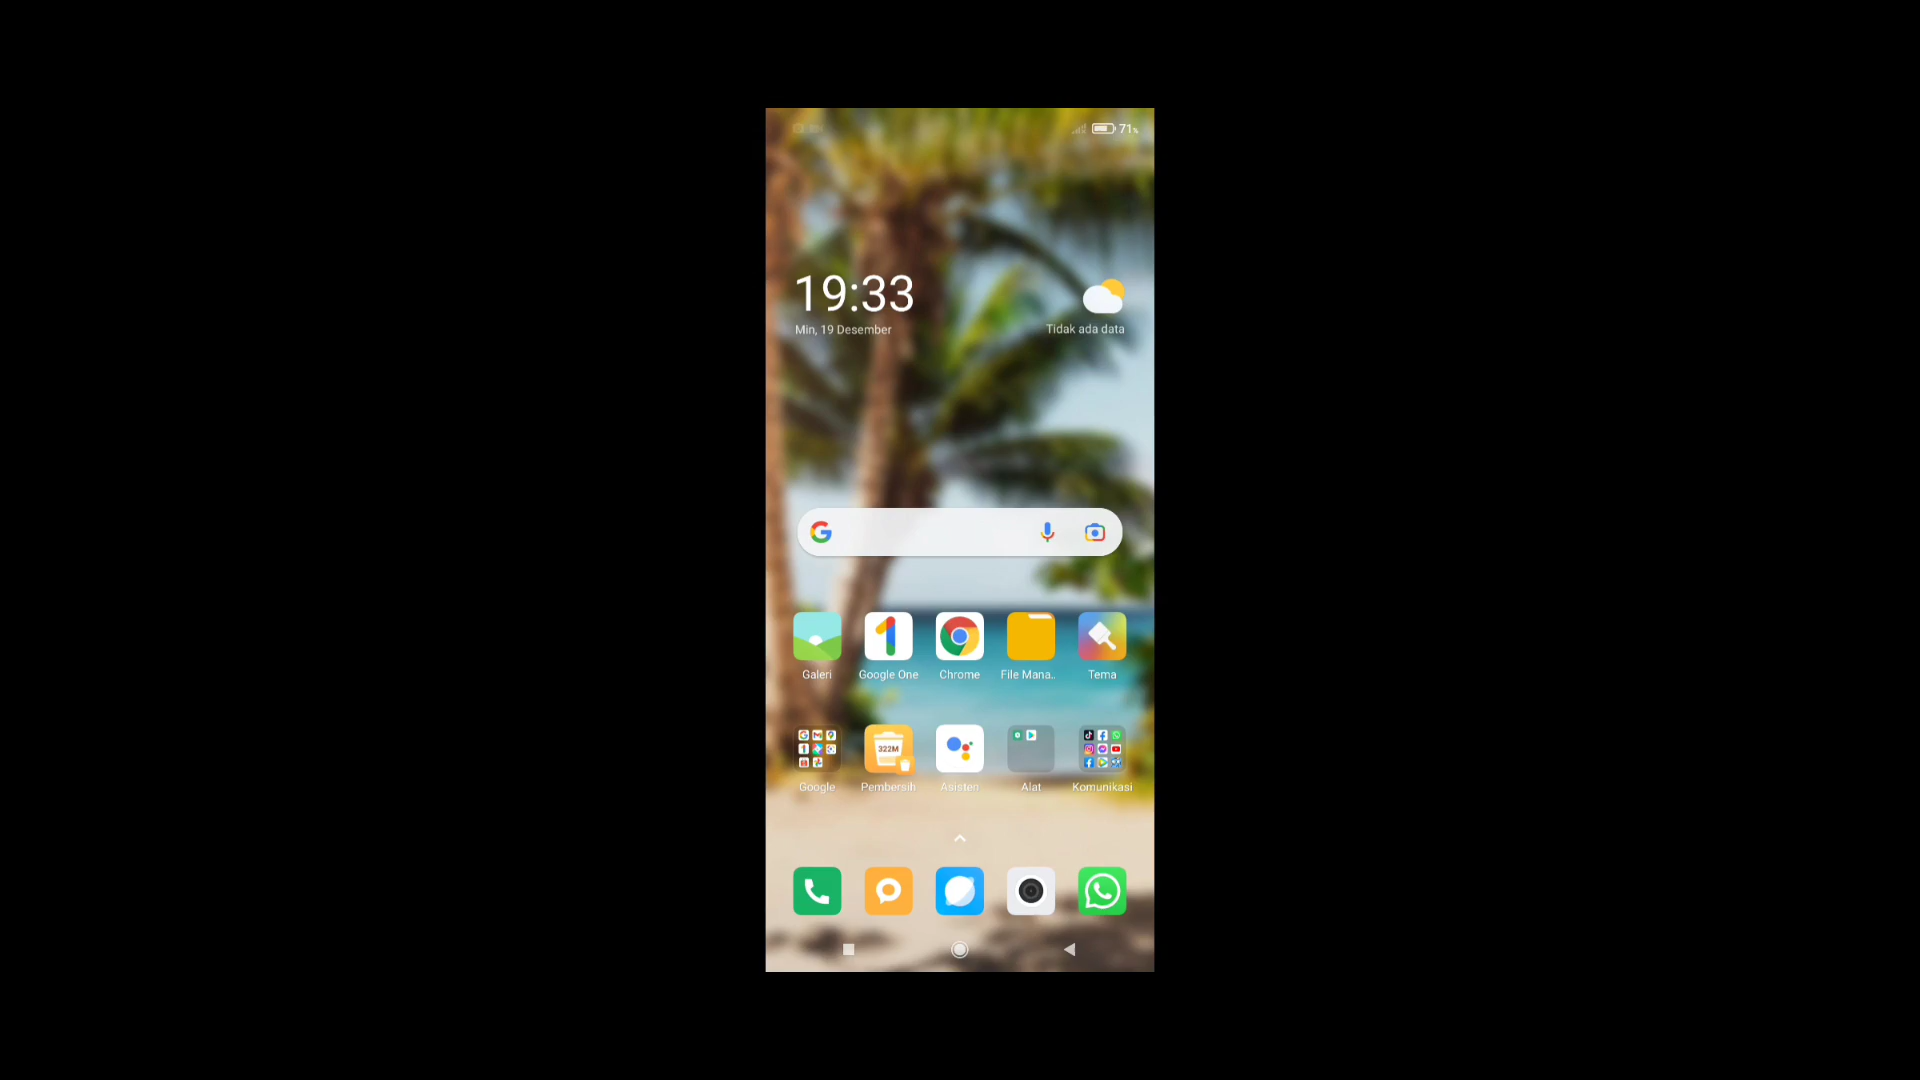 71%
19:33
Min, 19 Desember
Tidak ada data
Galeri
Google One
Chrome
File Mana..
Tema
322M
Google
Pembersih
Asisten
Alat
Komunikasi